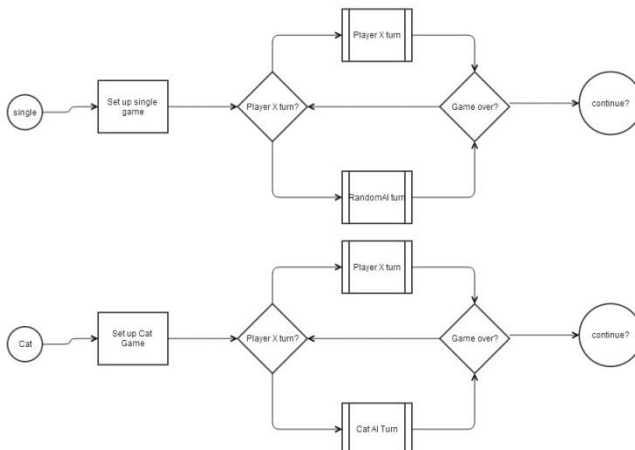 Player X turn
single
Set up single
game
Player X turn?
Game over?
continue?
RandomAI turn
Player X turn
Cat
Set up Cat
Game
Player X turn?
Game over?
continue?
Cat AI Turn